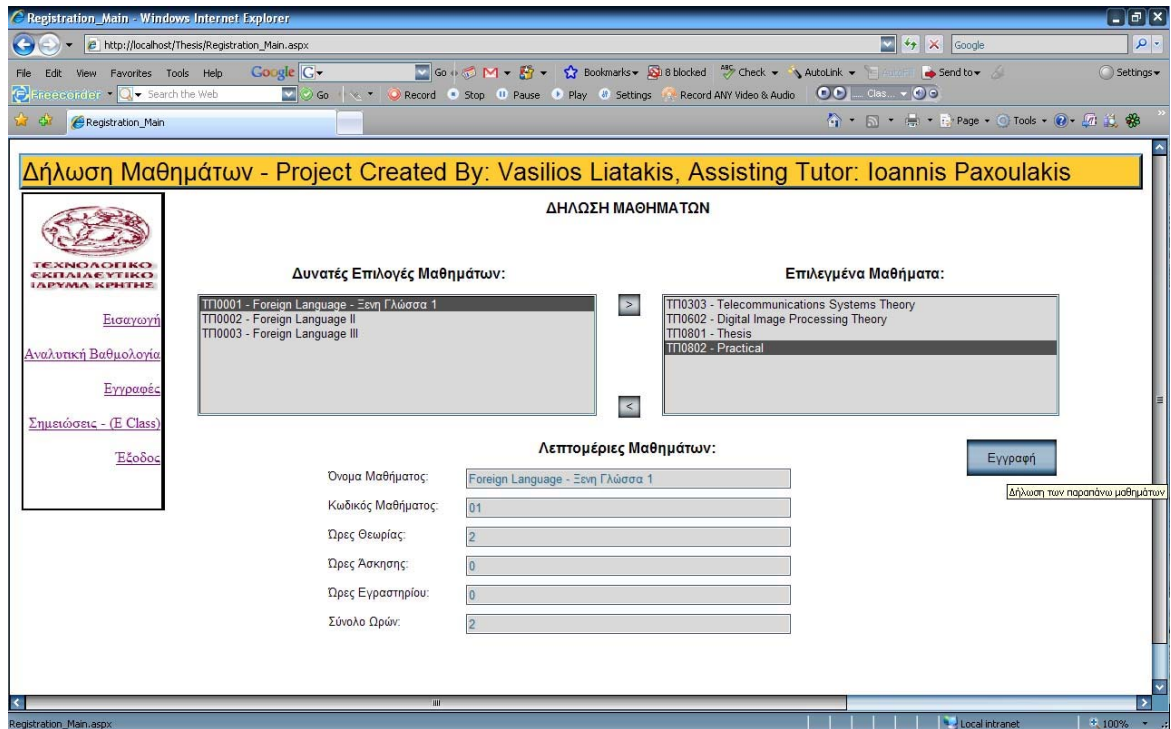 Registration_Main - Windows Internet Explorer
http://localhost/Thesis/Registration_Main.aspx
Google
File Edit View Favorites Tools Help Google G Go Bookmarks 8 blocked Check AutoLink Send to Settings
Freecorder Search the Web Go Record Stop Pause Play Settings Record ANY Video & Audio Clas...
Registration_Main Page Tools
Δήλωση Μαθημάτων - Project Created By: Vasilios Liatakis, Assisting Tutor: Ioannis Paxoulakis
ΤΕΧΝΟΛΟΓΙΚΟ
ΕΚΠΑΙΔΕΥΤΙΚΟ
ΙΔΡΥΜΑ ΚΡΗΤΗΣ
Εισαγωγή
Αναλυτική Βαθμολογία
Εγγραφές
Σημειώσεις - (E Class)
Έξοδος
ΔΗΛΩΣΗ ΜΑΘΗΜΑΤΩΝ
Δυνατές Επιλογές Μαθημάτων:
ΤΠ0001 - Foreign Language - Ξενη Γλώσσα 1
ΤΠ0002 - Foreign Language II
ΤΠ0003 - Foreign Language III
>
<
Επιλεγμένα Μαθήματα:
ΤΠ0303 - Telecommunications Systems Theory
ΤΠ0602 - Digital Image Processing Theory
ΤΠ0801 - Thesis
ΤΠ0802 - Practical
Λεπτομέριες Μαθημάτων:
Όνομα Μαθήματος: Foreign Language - Ξενη Γλώσσα 1
Κωδικός Μαθήματος: 01
Ώρες Θεωρίας: 2
Ώρες Άσκησης: 0
Ώρες Εγραστηρίου: 0
Σύνολο Ωρών: 2
Εγγραφή
Δήλωση των παραπάνω μαθημάτων
Registration_Main.aspx Local intranet 100%